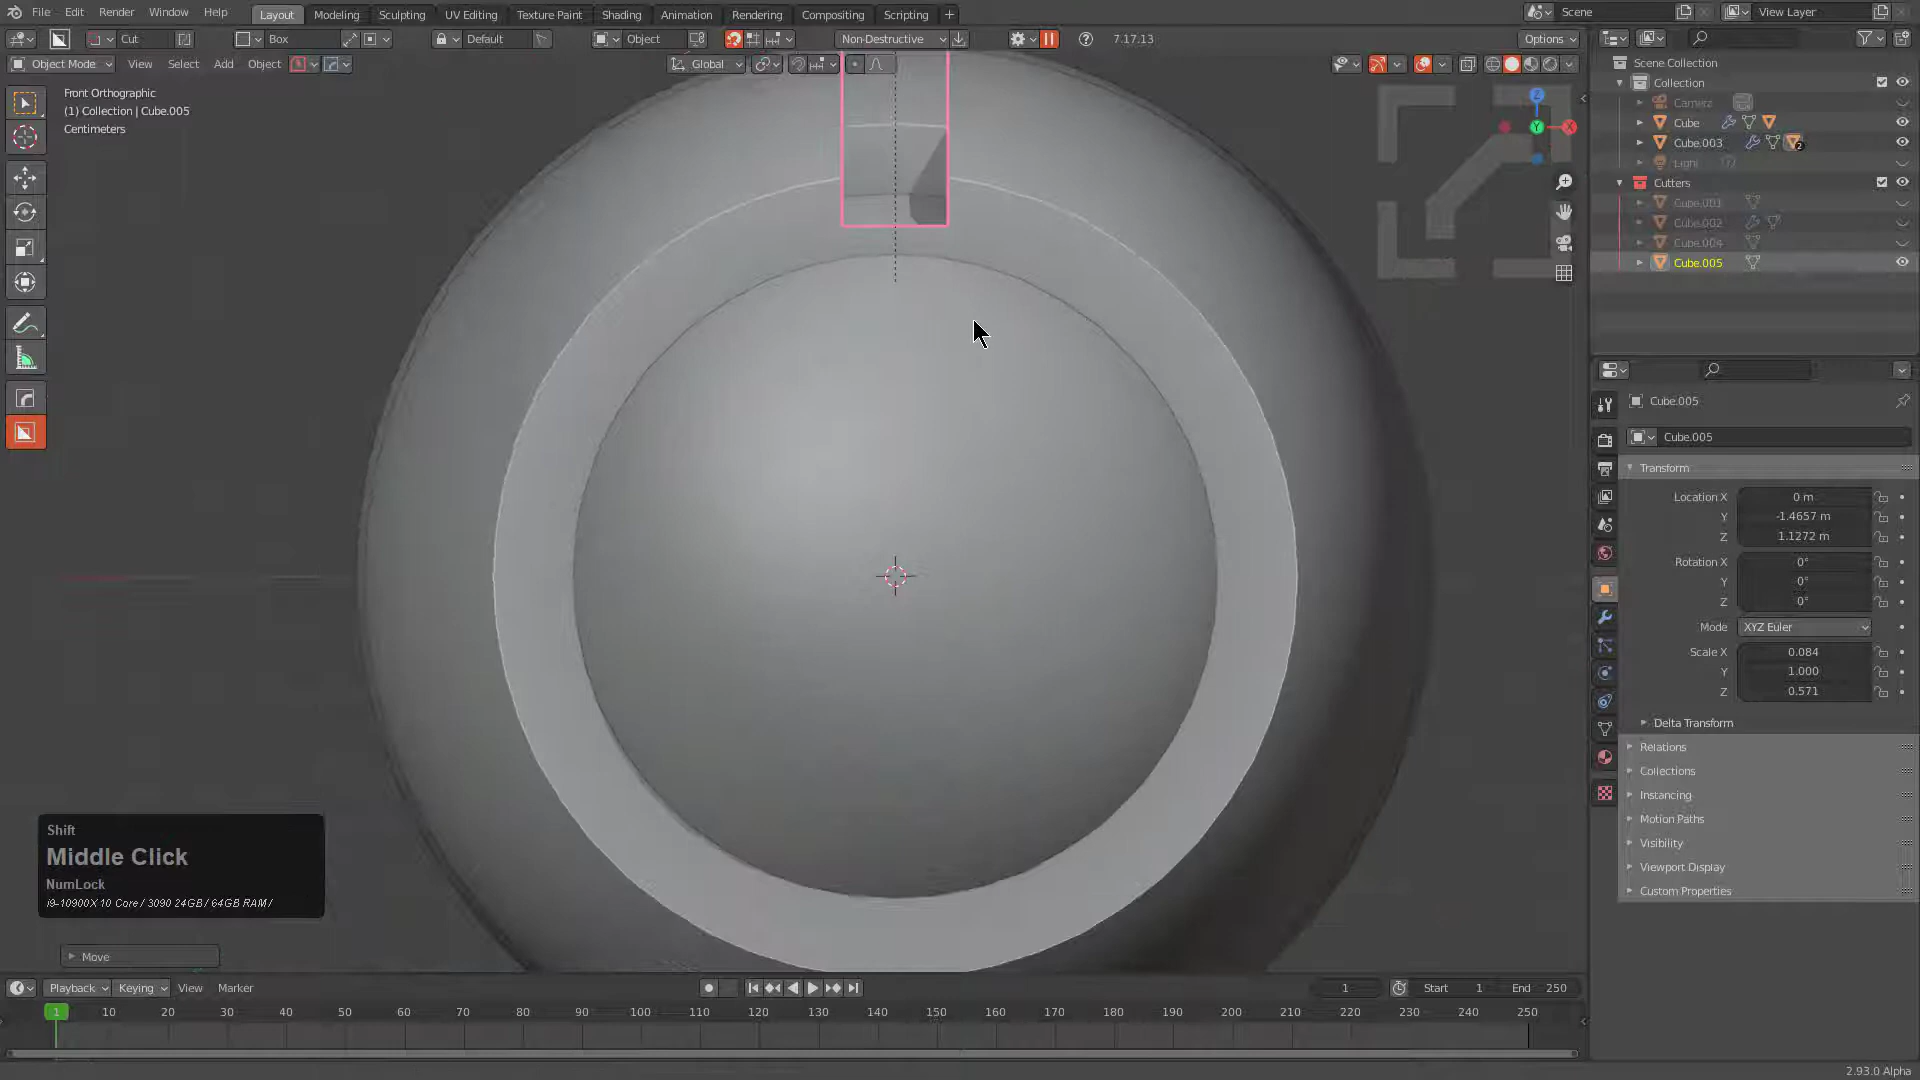 File Edit Render Window Help Layout Modeling Sculpting UV Editing Texture Paint Shading Animation Rendering Compositing Scripting + Scene View Layer
Cut Box Default Object Non-Destructive 7.17.13 Options
Object Mode View Select Add Object Global
Front Orthographic
(1) Collection | Cube.005
Centimeters
Z
Y
X
Scene Collection
Collection
Camera
Cube
Cube.003 2
Light
Cutters
Cube.001
Cube.002
Cube.004
Cube.005
Cube.005
Cube.005
Transform
Location X 0 m
Y -1.4657 m
Z 1.1272 m
Rotation X 0°
Y 0°
Z 0°
Mode XYZ Euler
Scale X 0.084
Y 1.000
Z 0.571
Delta Transform
Relations
Collections
Instancing
Motion Paths
Visibility
Viewport Display
Custom Properties
Shift
Middle Click
NumLock
i9-10900X 10 Core / 3090 24GB / 64GB RAM /
Move
Playback Keying View Marker 1 Start 1 End 250
1 10 20 30 40 50 60 70 80 90 100 110 120 130 140 150 160 170 180 190 200 210 220 230 240 250
2.93.0 Alpha